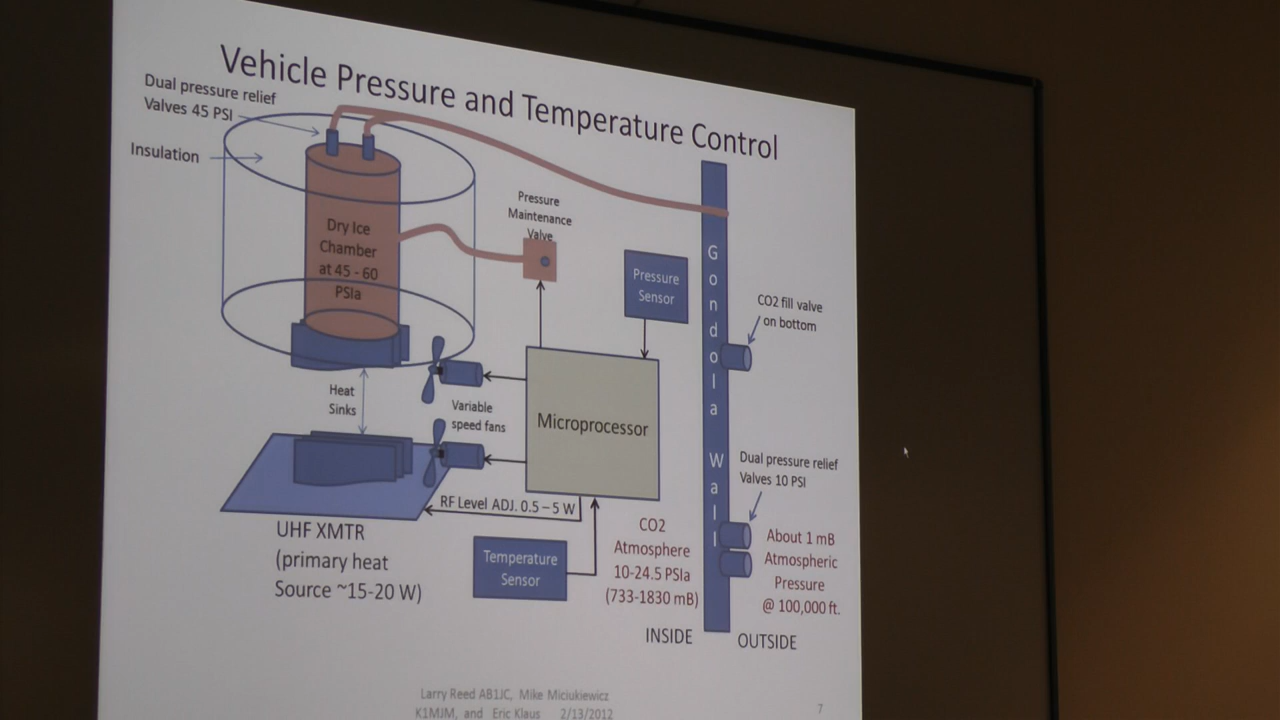 Vehicle Pressure and Temperature Control
Dual pressure relief
Valves 45 PSI
Insulation
Dry Ice
Chamber
at 45 - 60
PSIa
Pressure
Maintenance
Valve
Pressure
Sensor
Gondola Wall
CO2 fill valve
on bottom
Heat
Sinks
Variable
speed fans
Microprocessor
Dual pressure relief
Valves 10 PSI
RF Level ADJ. 0.5 – 5 W
UHF XMTR
(primary heat
Source ~15-20 W)
Temperature
Sensor
CO2
Atmosphere
10-24.5 PSIa
(733-1830 mB)
About 1 mB
Atmospheric
Pressure
@ 100,000 ft.
INSIDE
OUTSIDE
Larry Reed AB1JC, Mike Miciukiewicz
K1MJM, and Eric Klaus 2/13/2012
7